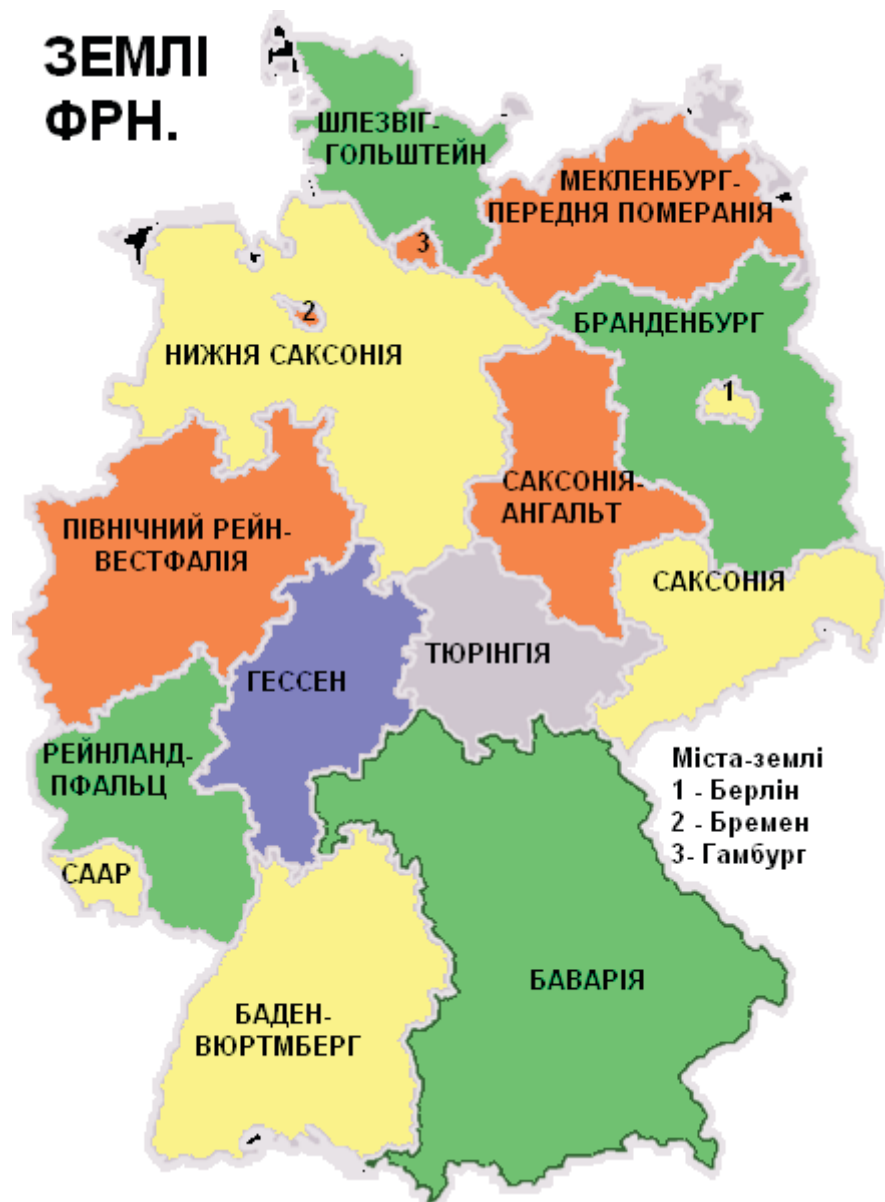 ЗЕМЛІ
ФРН.
ШЛЕЗВІГ-
ГОЛЬШТЕЙН
МЕКЛЕНБУРГ-
ПЕРЕДНЯ ПОМЕРАНІЯ
3
2
БРАНДЕНБУРГ
НИЖНЯ САКСОНІЯ
1
САКСОНІЯ-
АНГАЛЬТ
ПІВНІЧНИЙ РЕЙН-
ВЕСТФАЛІЯ
САКСОНІЯ
ТЮРІНГІЯ
ГЕССЕН
РЕЙНЛАНД-
ПФАЛЬЦ
Міста-землі
1 - Берлін
2 - Бремен
3- Гамбург
СААР
БАВАРІЯ
БАДЕН-
ВЮРТМБЕРГ